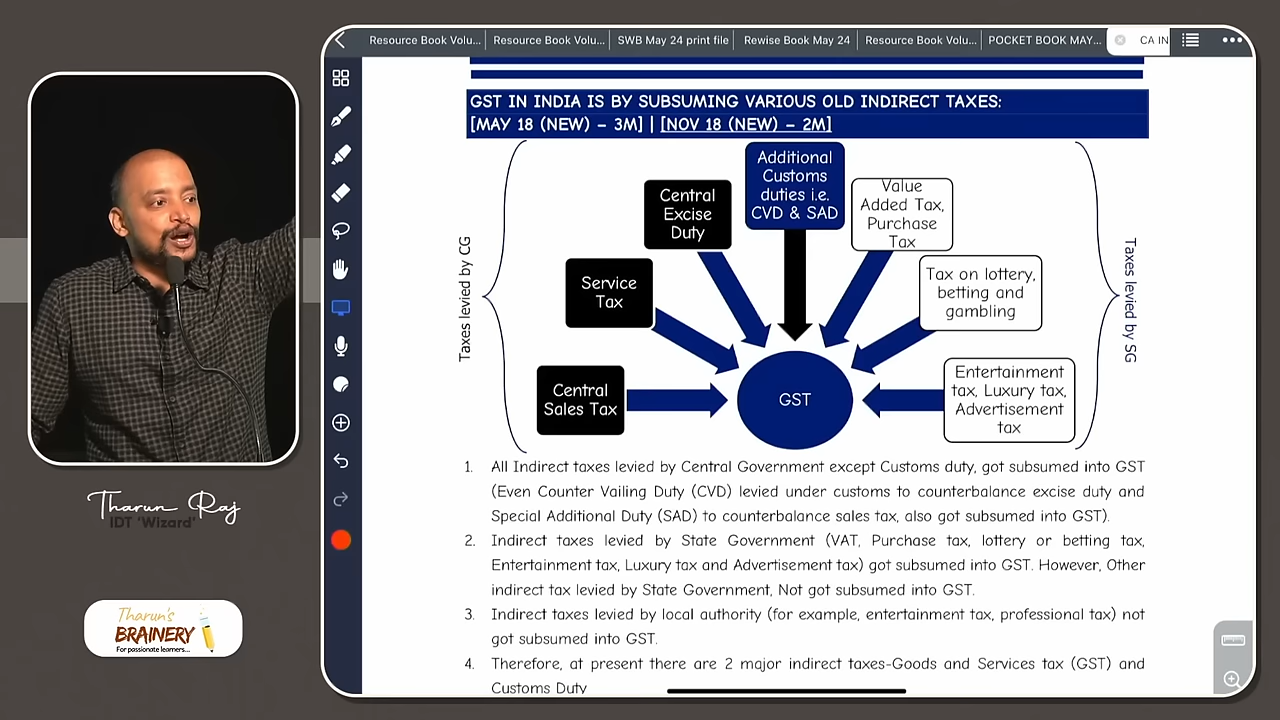 Resource Book Volu...
Resource Book Volu...
SWB May 24 print file
Rewise Book May 24
Resource Book Volu...
POCKET BOOK MAY...
CA IN
GST IN INDIA IS BY SUBSUMING VARIOUS OLD INDIRECT TAXES:
[MAY 18 (NEW) – 3M] | [NOV 18 (NEW) – 2M]
Taxes levied by CG
Central
Sales Tax
Service
Tax
Central
Excise
Duty
Additional
Customs
duties i.e.
CVD & SAD
Value
Added Tax,
Purchase
Tax
Tax on lottery,
betting and
gambling
Entertainment
tax, Luxury tax,
Advertisement
tax
GST
Taxes levied by SG
1. All Indirect taxes levied by Central Government except Customs duty, got subsumed into GST
(Even Counter Vailing Duty (CVD) levied under customs to counterbalance excise duty and
Special Additional Duty (SAD) to counterbalance sales tax, also got subsumed into GST).
2. Indirect taxes levied by State Government (VAT, Purchase tax, lottery or betting tax,
Entertainment tax, Luxury tax and Advertisement tax) got subsumed into GST. However, Other
indirect tax levied by State Government, Not got subsumed into GST.
3. Indirect taxes levied by local authority (for example, entertainment tax, professional tax) not
got subsumed into GST.
4. Therefore, at present there are 2 major indirect taxes-Goods and Services tax (GST) and
Customs Duty
Tharun Raj
IDT 'Wizard'
Tharun's
BRAINERY
For passionate learners...